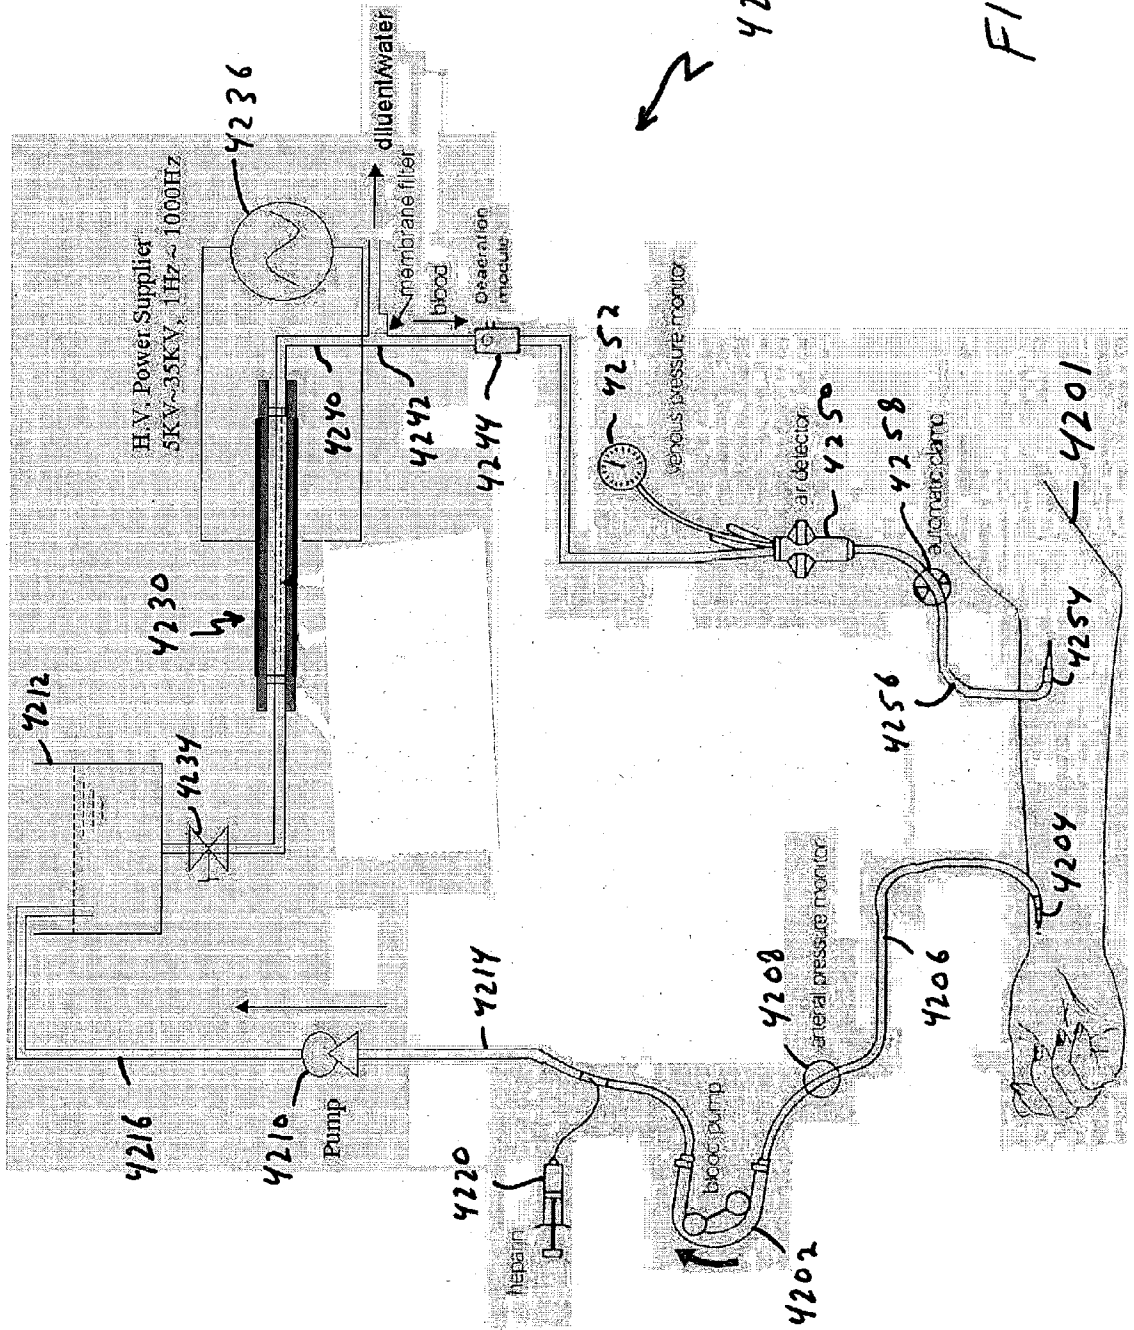 H.V. Power Supplier
5KV~35KV, 1Hz ~ 1000Hz
4236
diluent/water
membrane filter
blood
Deaeration
module
4230
4212
4234
4240
4242
4244
4252
venous pressure monitor
air detector
4250
4258
automatic clamp
4201
4254
4256
4216
4210
Pump
4214
4220
heparin
blood pump
4202
4208
arterial pressure monitor
4206
4204